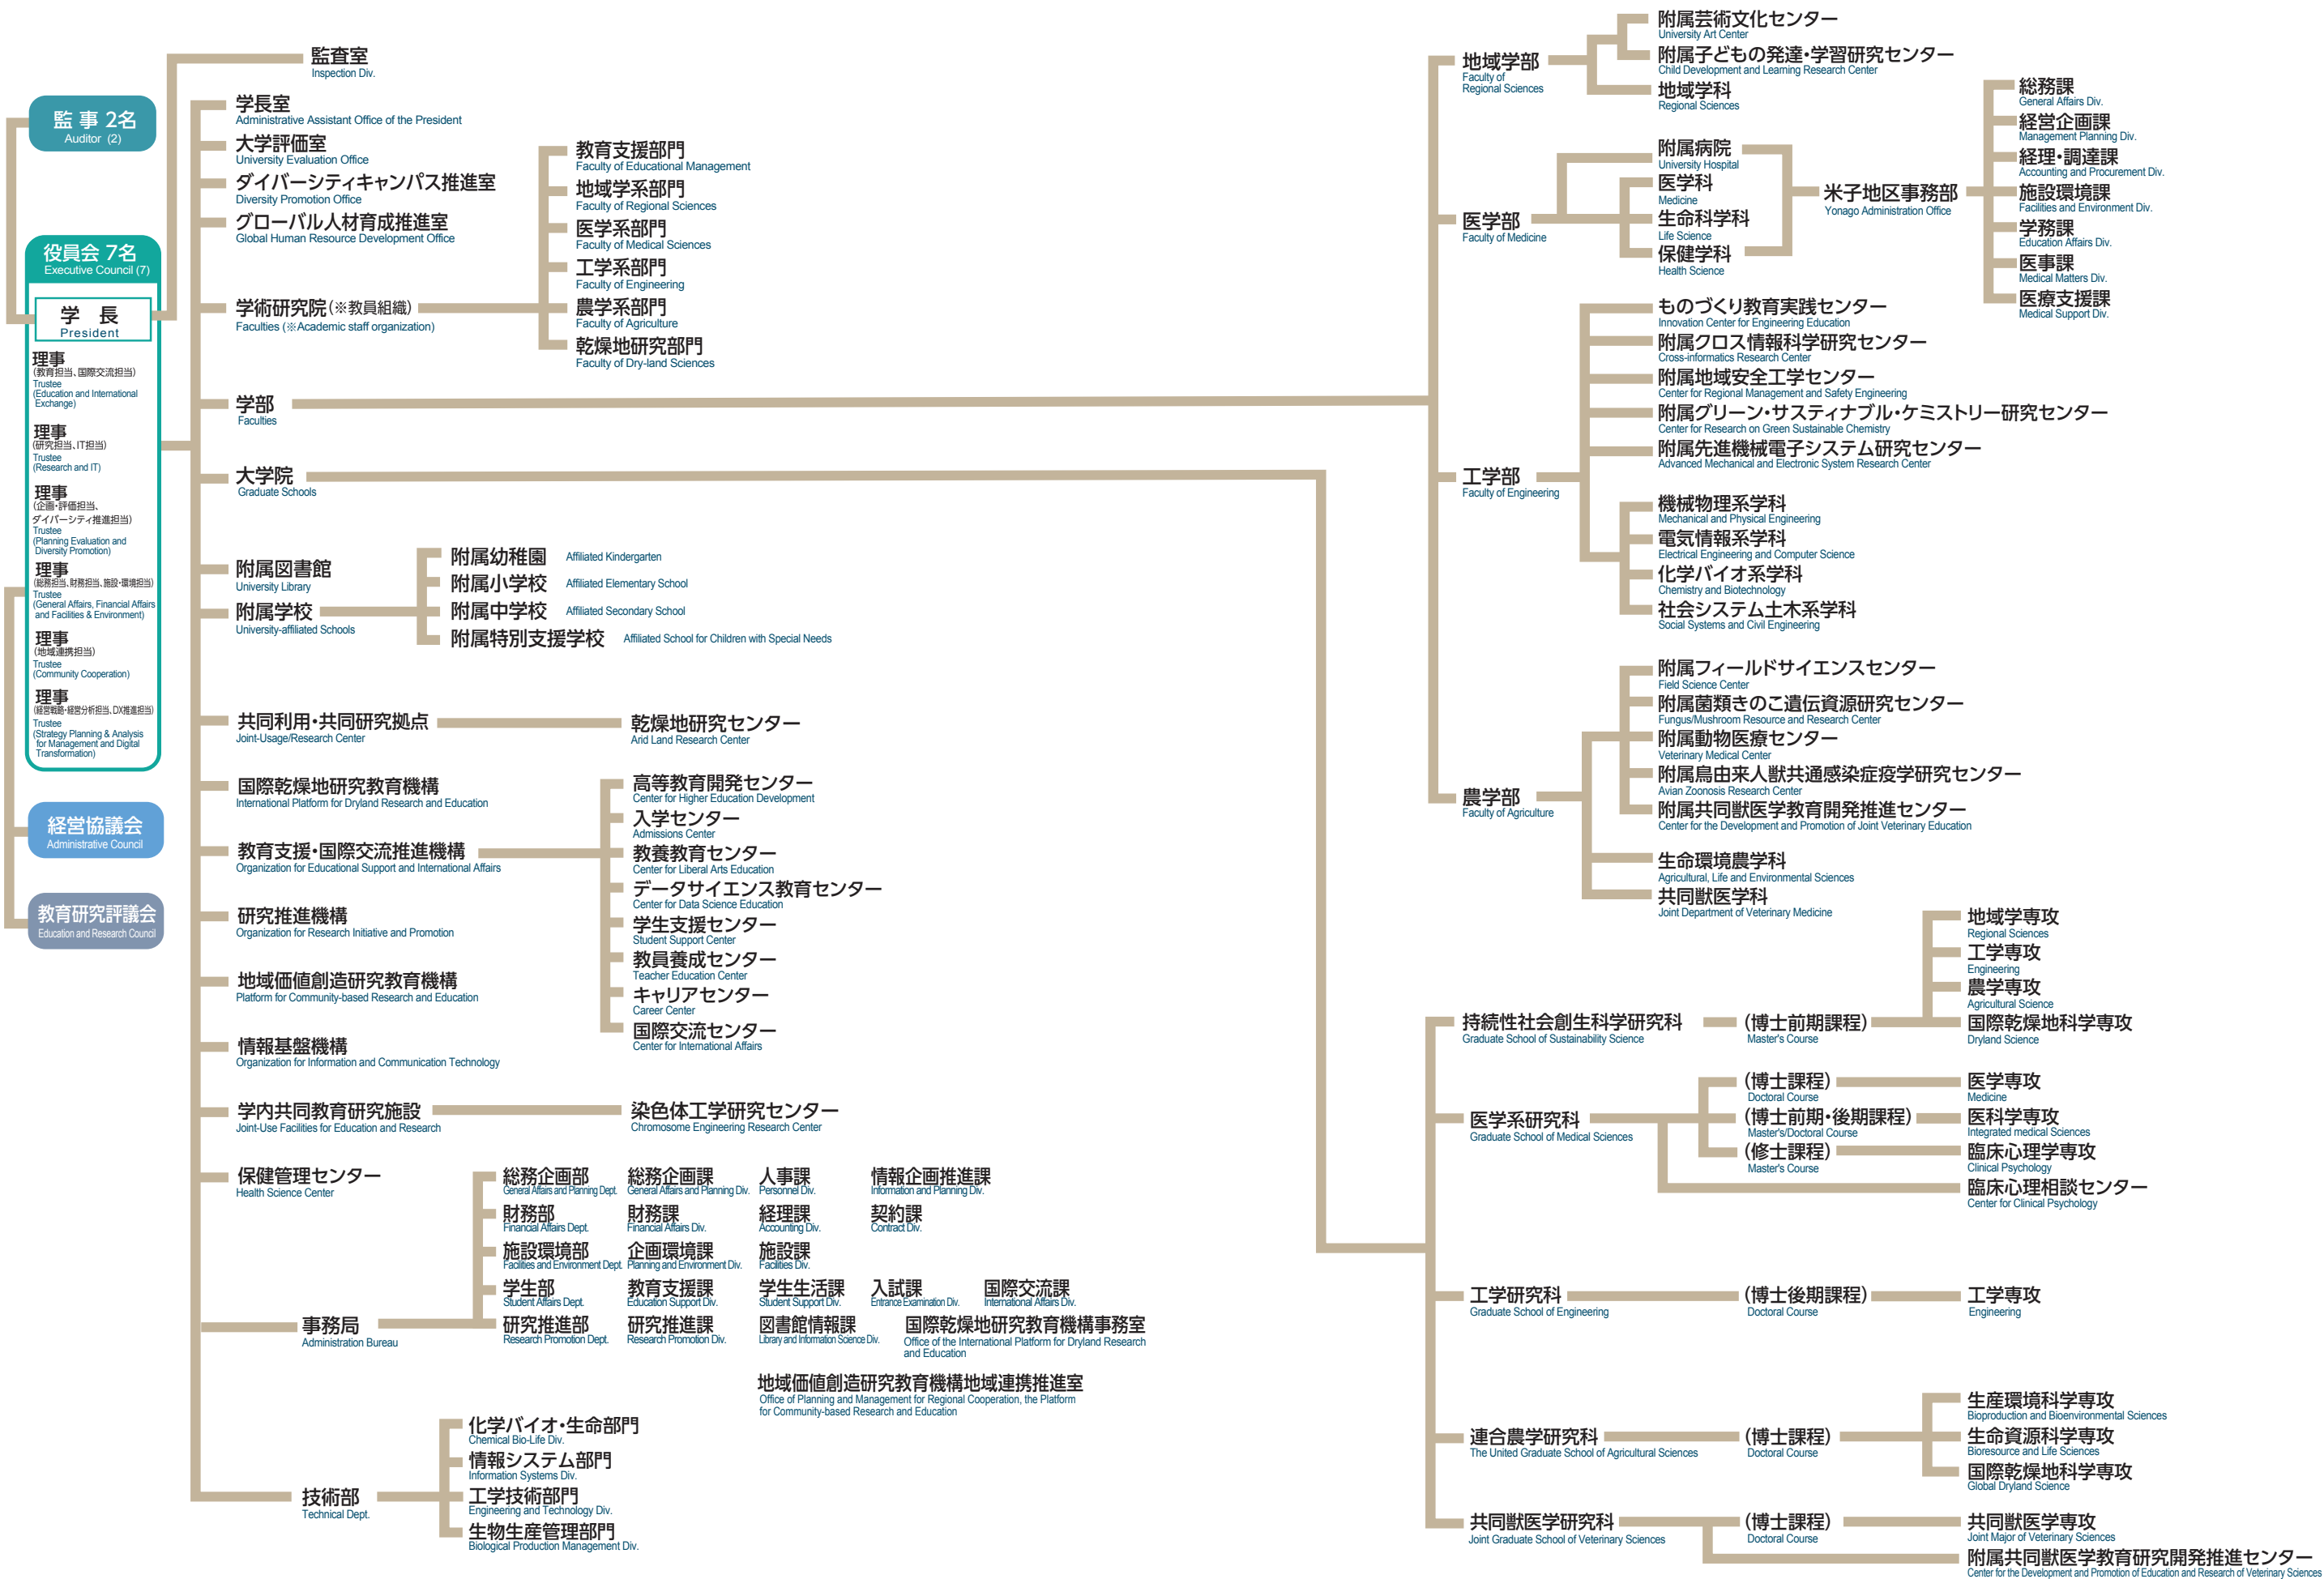 監査室
Inspection Div.
監 事 2名
Auditor (2)
役員会 7名
Executive Council (7)
学 長
President
理事
(教育担当、国際交流担当)
Trustee
(Education and International
Exchange)
理事
(研究担当、IT担当)
Trustee
(Research and IT)
理事
(企画・評価担当、
ダイバーシティ推進担当)
Trustee
(Planning Evaluation and
Diversity Promotion)
理事
(総務担当、財務担当、施設・環境担当)
Trustee
(General Affairs, Financial Affairs
and Facilities & Environment)
理事
(地域連携担当)
Trustee
(Community Cooperation)
理事
(経営戦略・経営分析担当、DX推進担当)
Trustee
(Strategy Planning & Analysis
for Management and Digital
Transformation)
経営協議会
Administrative Council
教育研究評議会
Education and Research Council
学長室
Administrative Assistant Office of the President
大学評価室
University Evaluation Office
ダイバーシティキャンパス推進室
Diversity Promotion Office
グローバル人材育成推進室
Global Human Resource Development Office
学術研究院(※教員組織)
Faculties (※Academic staff organization)
教育支援部門
Faculty of Educational Management
地域学系部門
Faculty of Regional Sciences
医学系部門
Faculty of Medical Sciences
工学系部門
Faculty of Engineering
農学系部門
Faculty of Agriculture
乾燥地研究部門
Faculty of Dry-land Sciences
学部
Faculties
大学院
Graduate Schools
附属図書館
University Library
附属学校
University-affiliated Schools
附属幼稚園 Affiliated Kindergarten
附属小学校 Affiliated Elementary School
附属中学校 Affiliated Secondary School
附属特別支援学校 Affiliated School for Children with Special Needs
共同利用・共同研究拠点
Joint-Usage/Research Center
乾燥地研究センター
Arid Land Research Center
国際乾燥地研究教育機構
International Platform for Dryland Research and Education
教育支援・国際交流推進機構
Organization for Educational Support and International Affairs
高等教育開発センター
Center for Higher Education Development
入学センター
Admissions Center
教養教育センター
Center for Liberal Arts Education
データサイエンス教育センター
Center for Data Science Education
学生支援センター
Student Support Center
教員養成センター
Teacher Education Center
キャリアセンター
Career Center
国際交流センター
Center for International Affairs
研究推進機構
Organization for Research Initiative and Promotion
地域価値創造研究教育機構
Platform for Community-based Research and Education
情報基盤機構
Organization for Information and Communication Technology
学内共同教育研究施設
Joint-Use Facilities for Education and Research
染色体工学研究センター
Chromosome Engineering Research Center
保健管理センター
Health Science Center
事務局
Administration Bureau
総務企画部 総務企画課 人事課 情報企画推進課
General Affairs and Planning Dept. General Affairs and Planning Div. Personnel Div. Information and Planning Div.
財務部 財務課 経理課 契約課
Financial Affairs Dept. Financial Affairs Div. Accounting Div. Contract Div.
施設環境部 企画環境課 施設課
Facilities and Environment Dept. Planning and Environment Div. Facilities Div.
学生部 教育支援課 学生生活課 入試課 国際交流課
Student Affairs Dept. Education Support Div. Student Support Div. Entrance Examination Div. International Affairs Div.
研究推進部 研究推進課 図書館情報課 国際乾燥地研究教育機構事務室
Research Promotion Dept. Research Promotion Div. Library and Information Science Div. Office of the International Platform for Dryland Research
and Education
地域価値創造研究教育機構地域連携推進室
Office of Planning and Management for Regional Cooperation, the Platform
for Community-based Research and Education
技術部
Technical Dept.
化学バイオ・生命部門
Chemical Bio-Life Div.
情報システム部門
Information Systems Div.
工学技術部門
Engineering and Technology Div.
生物生産管理部門
Biological Production Management Div.
地域学部
Faculty of
Regional Sciences
附属芸術文化センター
University Art Center
附属子どもの発達・学習研究センター
Child Development and Learning Research Center
地域学科
Regional Sciences
医学部
Faculty of Medicine
附属病院
University Hospital
医学科
Medicine
生命科学科
Life Science
保健学科
Health Science
米子地区事務部
Yonago Administration Office
総務課
General Affairs Div.
経営企画課
Management Planning Div.
経理・調達課
Accounting and Procurement Div.
施設環境課
Facilities and Environment Div.
学務課
Education Affairs Div.
医事課
Medical Matters Div.
医療支援課
Medical Support Div.
工学部
Faculty of Engineering
ものづくり教育実践センター
Innovation Center for Engineering Education
附属クロス情報科学研究センター
Cross-informatics Research Center
附属地域安全工学センター
Center for Regional Management and Safety Engineering
附属グリーン・サスティナブル・ケミストリー研究センター
Center for Research on Green Sustainable Chemistry
附属先進機械電子システム研究センター
Advanced Mechanical and Electronic System Research Center
機械物理系学科
Mechanical and Physical Engineering
電気情報系学科
Electrical Engineering and Computer Science
化学バイオ系学科
Chemistry and Biotechnology
社会システム土木系学科
Social Systems and Civil Engineering
農学部
Faculty of Agriculture
附属フィールドサイエンスセンター
Field Science Center
附属菌類きのこ遺伝資源研究センター
Fungus/Mushroom Resource and Research Center
附属動物医療センター
Veterinary Medical Center
附属鳥由来人獣共通感染症疫学研究センター
Avian Zoonosis Research Center
附属共同獣医学教育開発推進センター
Center for the Development and Promotion of Joint Veterinary Education
生命環境農学科
Agricultural, Life and Environmental Sciences
共同獣医学科
Joint Department of Veterinary Medicine
持続性社会創生科学研究科
Graduate School of Sustainability Science
(博士前期課程)
Master's Course
地域学専攻
Regional Sciences
工学専攻
Engineering
農学専攻
Agricultural Science
国際乾燥地科学専攻
Dryland Science
医学系研究科
Graduate School of Medical Sciences
(博士課程)
Doctoral Course
医学専攻
Medicine
(博士前期・後期課程)
Master's/Doctoral Course
医科学専攻
Integrated medical Sciences
(修士課程)
Master's Course
臨床心理学専攻
Clinical Psychology
臨床心理相談センター
Center for Clinical Psychology
工学研究科
Graduate School of Engineering
(博士後期課程)
Doctoral Course
工学専攻
Engineering
連合農学研究科
The United Graduate School of Agricultural Sciences
(博士課程)
Doctoral Course
生産環境科学専攻
Bioproduction and Bioenvironmental Sciences
生命資源科学専攻
Bioresource and Life Sciences
国際乾燥地科学専攻
Global Dryland Science
共同獣医学研究科
Joint Graduate School of Veterinary Sciences
(博士課程)
Doctoral Course
共同獣医学専攻
Joint Major of Veterinary Sciences
附属共同獣医学教育研究開発推進センター
Center for the Development and Promotion of Education and Research of Veterinary Sciences